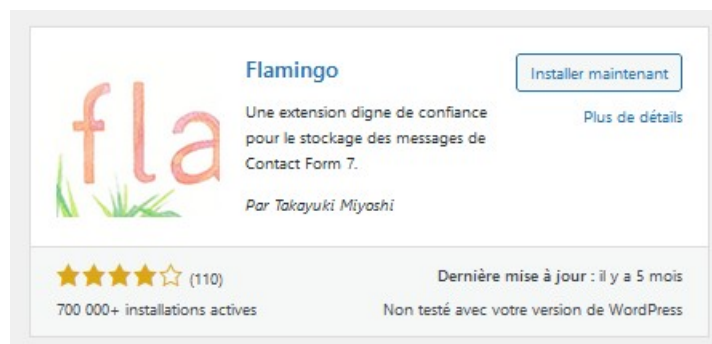 fla
Flamingo
Installer maintenant
Une extension digne de confiance
pour le stockage des messages de
Contact Form 7.
Plus de détails
Par Takayuki Miyoshi
(110)
Dernière mise à jour : il y a 5 mois
700 000+ installations actives
Non testé avec votre version de WordPress